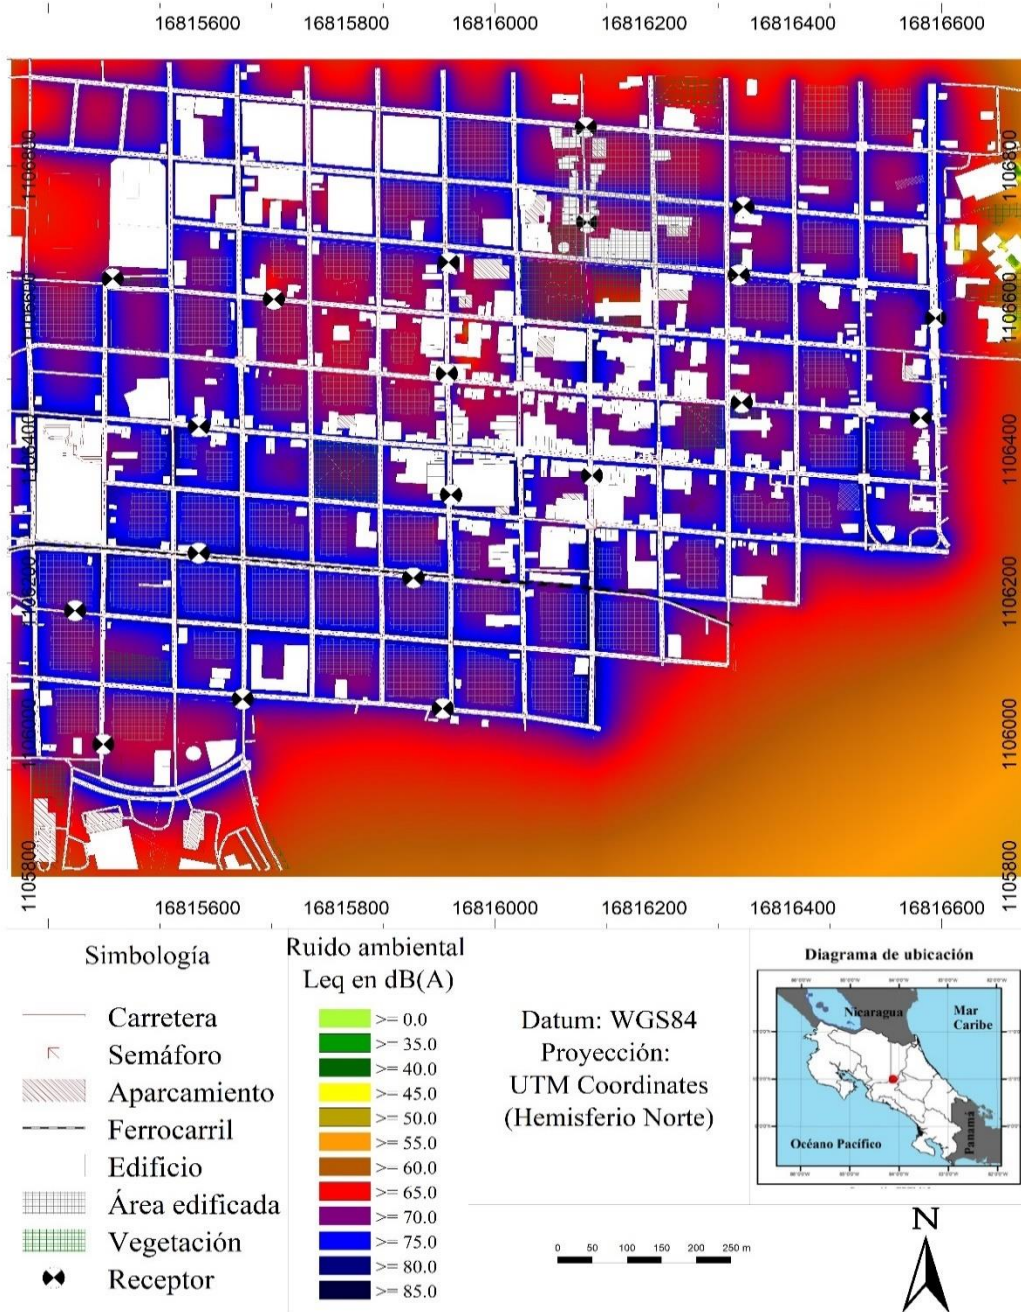 16815600 16815800 16816000 16816200 16816400 16816600
1106800 1106800
1106600 1106600
1106400 1106400
1106200 1106200
1106000 1106000
1105800 1105800
16815600 16815800 16816000 16816200 16816400 16816600
Simbología
Carretera
Semáforo
Aparcamiento
Ferrocarril
Edificio
Área edificada
Vegetación
Receptor
Ruido ambiental
Leq en dB(A)
>= 0.0
>= 35.0
>= 40.0
>= 45.0
>= 50.0
>= 55.0
>= 60.0
>= 65.0
>= 70.0
>= 75.0
>= 80.0
>= 85.0
Datum: WGS84
Proyección:
UTM Coordinates
(Hemisferio Norte)
0 50 100 150 200 250 m
Diagrama de ubicación
Nicaragua
Mar
Caribe
Océano Pacífico
Panamá
N